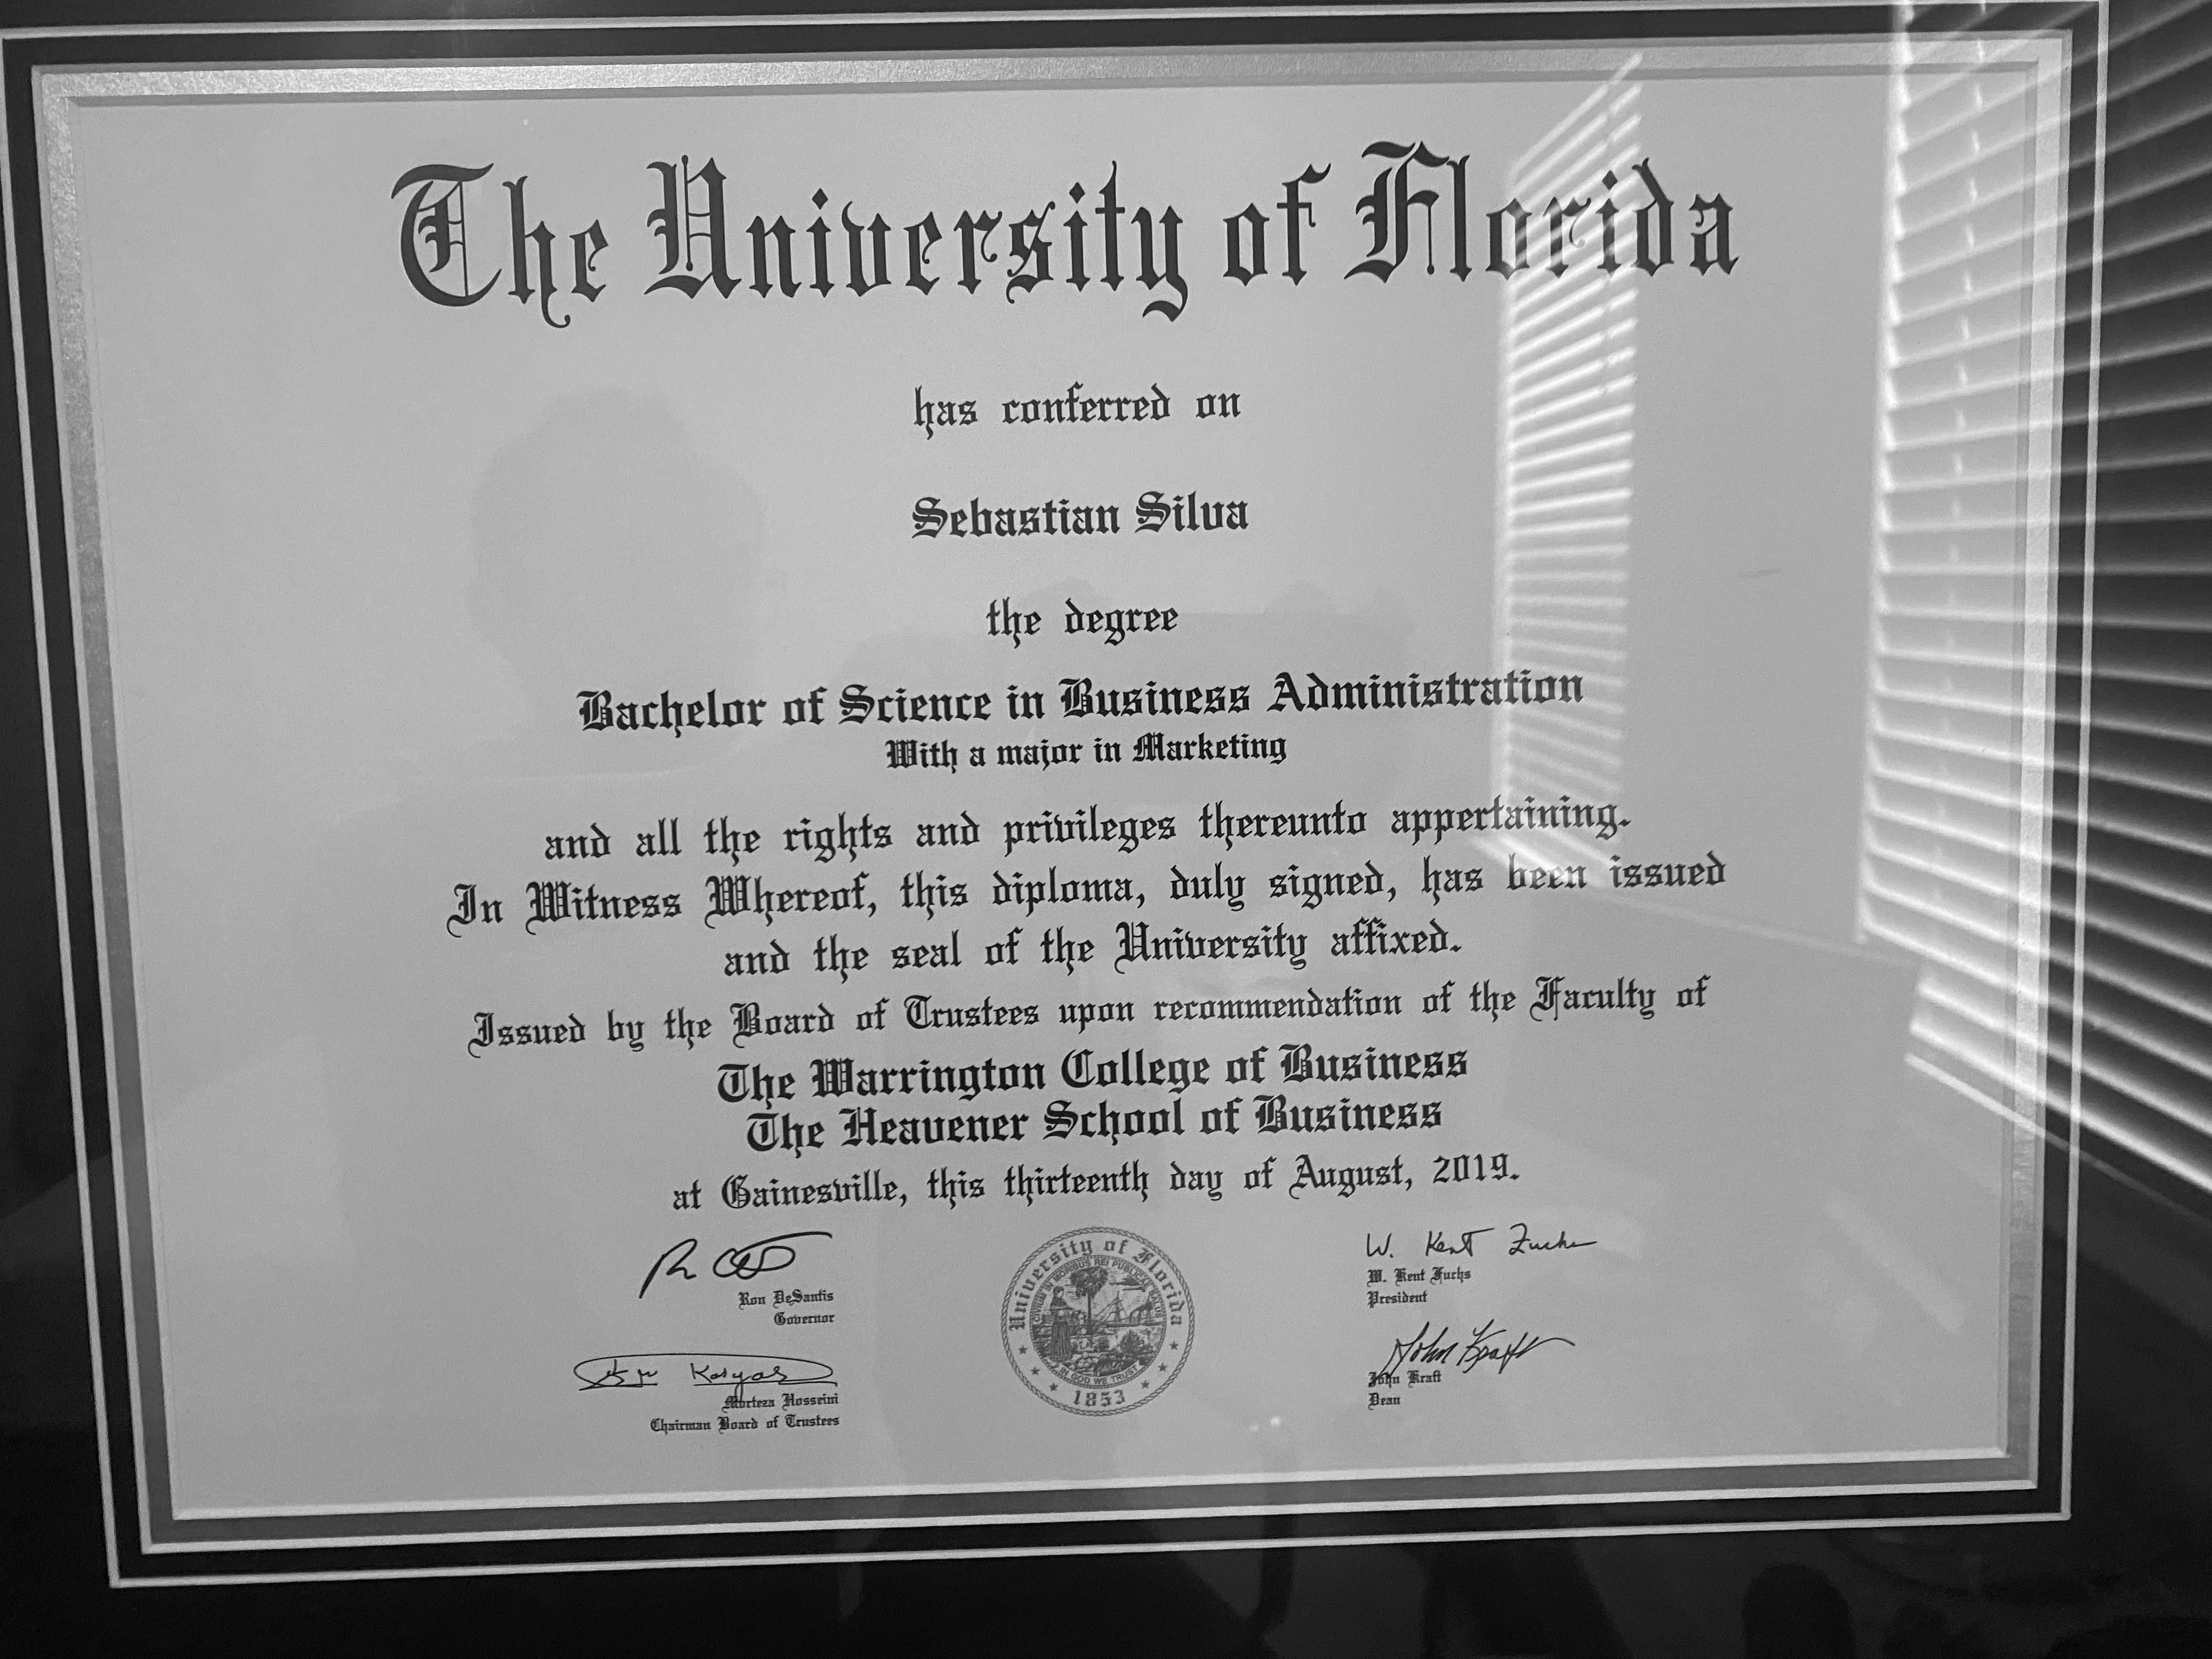 The University of Florida
has conferred on
Sebastian Silva
the degree
Bachelor of Science in Business Administration
With a major in Marketing
and all the rights and privileges thereunto appertaining.
In Witness Whereof, this diploma, duly signed, has been issued
and the seal of the University affixed.
Issued by the Board of Trustees upon recommendation of the Faculty of
The Warrington College of Business
The Heavener School of Business
at Gainesville, this thirteenth day of August, 2019.
Ron DeSantis
Governor
Morteza Hosseini
Chairman Board of Trustees
University of Florida
CIVIUM IN MORIBUS REI PUBLICAE SALUS
IN GOD WE TRUST
1853
W. Kent Fuchs
W. Kent Fuchs
President
John Kraft
John Kraft
Dean